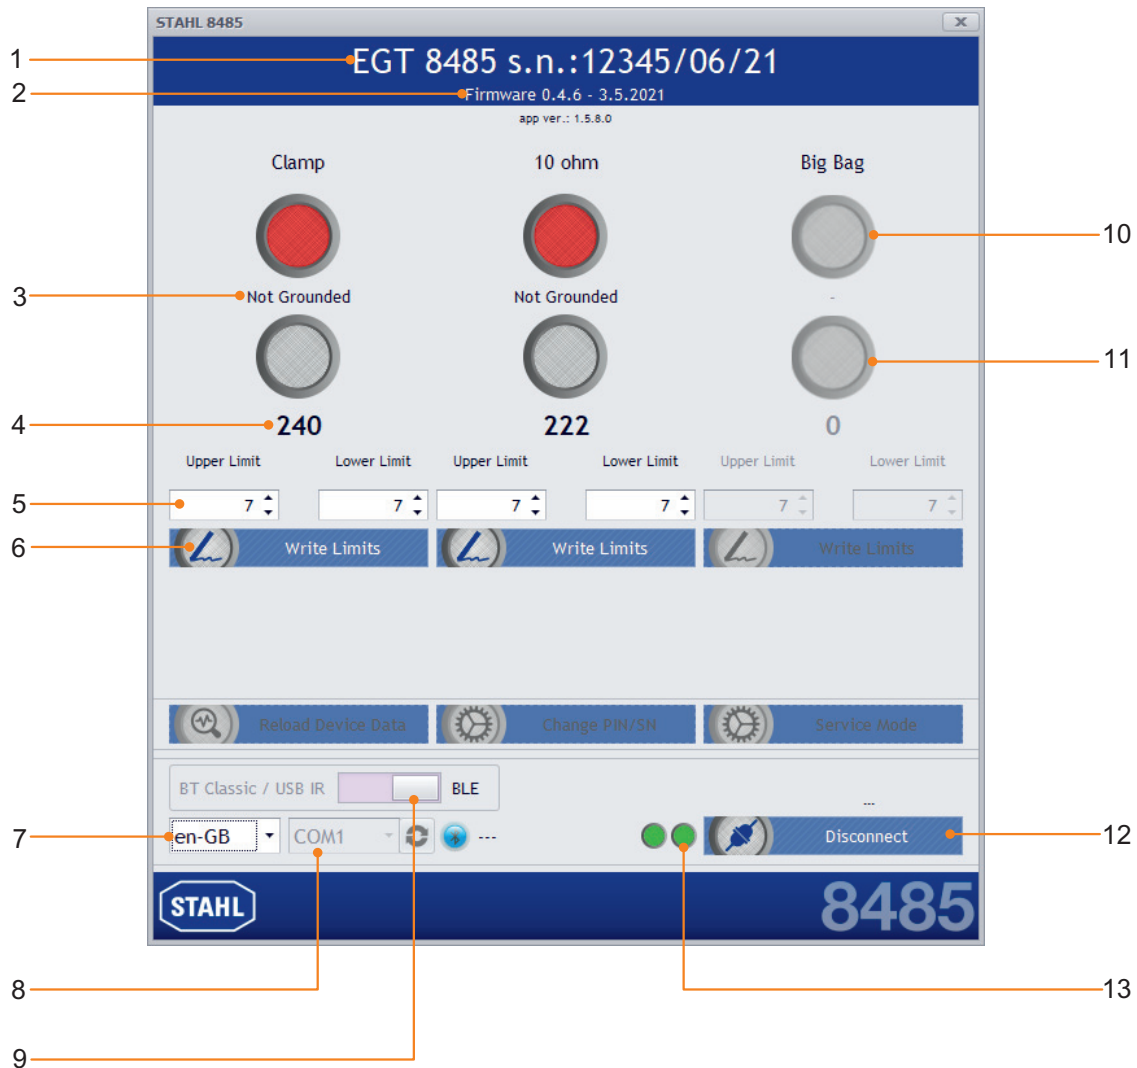 STAHL 8485
1 EGT 8485 s.n.:12345/06/21
2 Firmware 0.4.6 - 3.5.2021
app ver.: 1.5.8.0
Clamp 10 ohm Big Bag
10
3 Not Grounded Not Grounded -
11
4 240 222 0
Upper Limit Lower Limit Upper Limit Lower Limit Upper Limit Lower Limit
5 7 7 7 7 7 7
6 Write Limits Write Limits Write Limits
Reload Device Data Change PIN/SN Service Mode
BT Classic / USB IR BLE
---
7 en-GB COM1 --- Disconnect 12
STAHL 8485
8 13
9